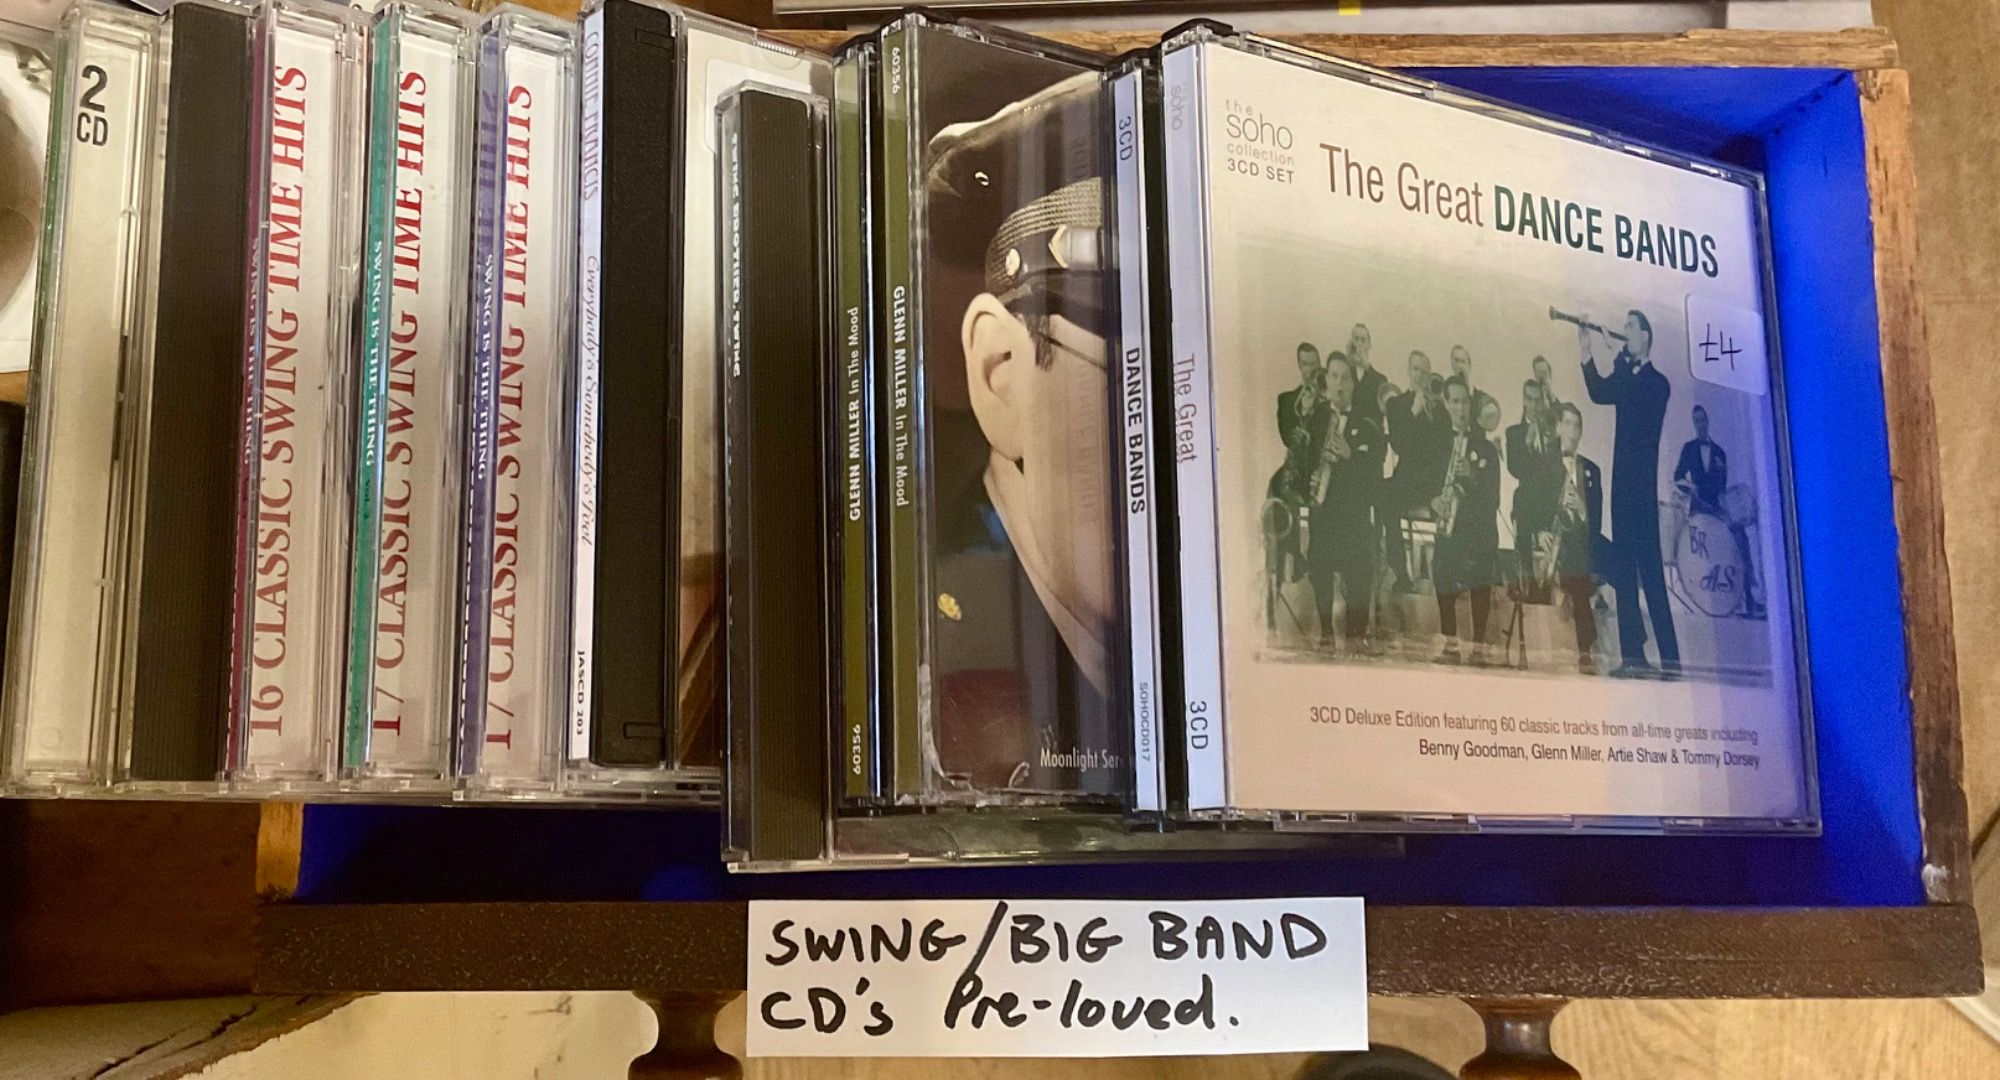 2
CD
16 CLASSIC SWING TIME HITS
SWING IS THE THING
17 CLASSIC SWING TIME HITS
SWING IS THE THING
17 CLASSIC SWING TIME HITS
CONNIE FRANCIS Everybody's Somebody's Fool JASCD 203
GLENN MILLER In The Mood 60356
60356 GLENN MILLER In The Mood
Moonlight Ser
3CD DANCE BANDS SOHOCD017
soho The Great 3CD
the
soho
collection
3CD SET
The Great DANCE BANDS
£4
BR
A-S
3CD Deluxe Edition featuring 60 classic tracks from all-time greats including
Benny Goodman, Glenn Miller, Artie Shaw & Tommy Dorsey
SWING/BIG BAND
CD's Pre-loved.